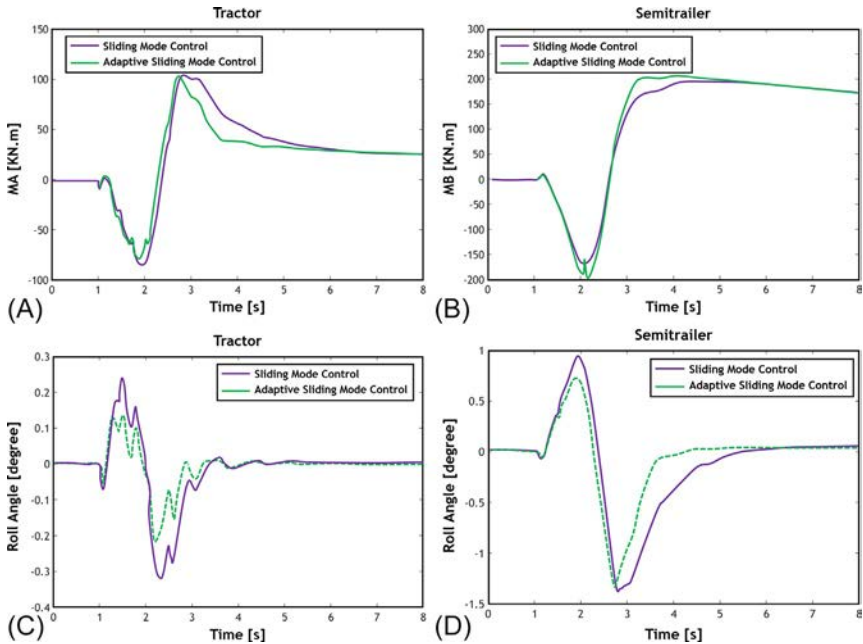 Tractor
150
100
50
0
-50
-100
MA [KN.m]
Sliding Mode Control
Adaptive Sliding Mode Control
0 1 2 3 4 5 6 7 8
(A)
Time [s]
Semitrailer
300
250
200
150
100
50
0
-50
-100
-150
-200
MB [KN.m]
Sliding Mode Control
Adaptive Sliding Mode Control
0 1 2 3 4 5 6 7 8
(B)
Time [s]
Tractor
0.3
0.2
0.1
0
-0.1
-0.2
-0.3
-0.4
Roll Angle [degree]
Sliding Mode Control
Adaptive Sliding Mode Control
0 1 2 3 4 5 6 7 8
(C)
Time [s]
Semitrailer
1
0.5
0
-0.5
-1
-1.5
Roll Angle [degree]
Sliding Mode Control
Adaptive Sliding Mode Control
0 1 2 3 4 5 6 7 8
(D)
Time [s]